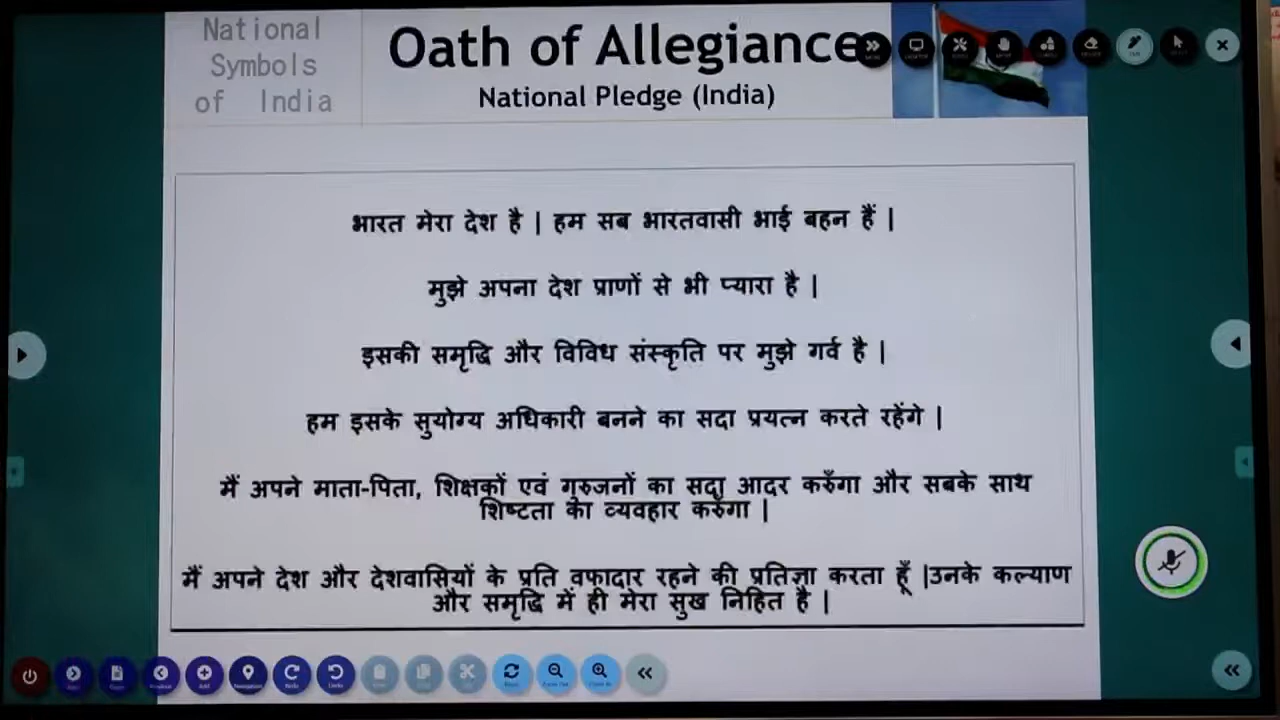 National
Symbols
of India
Oath of Allegiance
National Pledge (India)
भारत मेरा देश है | हम सब भारतवासी भाई बहन हैं |
मुझे अपना देश प्राणों से भी प्यारा है |
इसकी समृद्धि और विविध संस्कृति पर मुझे गर्व है |
हम इसके सुयोग्य अधिकारी बनने का सदा प्रयत्न करते रहेंगे |
मैं अपने माता-पिता, शिक्षकों एवं गुरुजनों का सदा आदर करुँगा और सबके साथ
शिष्टता का व्यवहार करुँगा |
मैं अपने देश और देशवासियों के प्रति वफादार रहने की प्रतिज्ञा करता हूँ |उनके कल्याण
और समृद्धि में ही मेरा सुख निहित है |